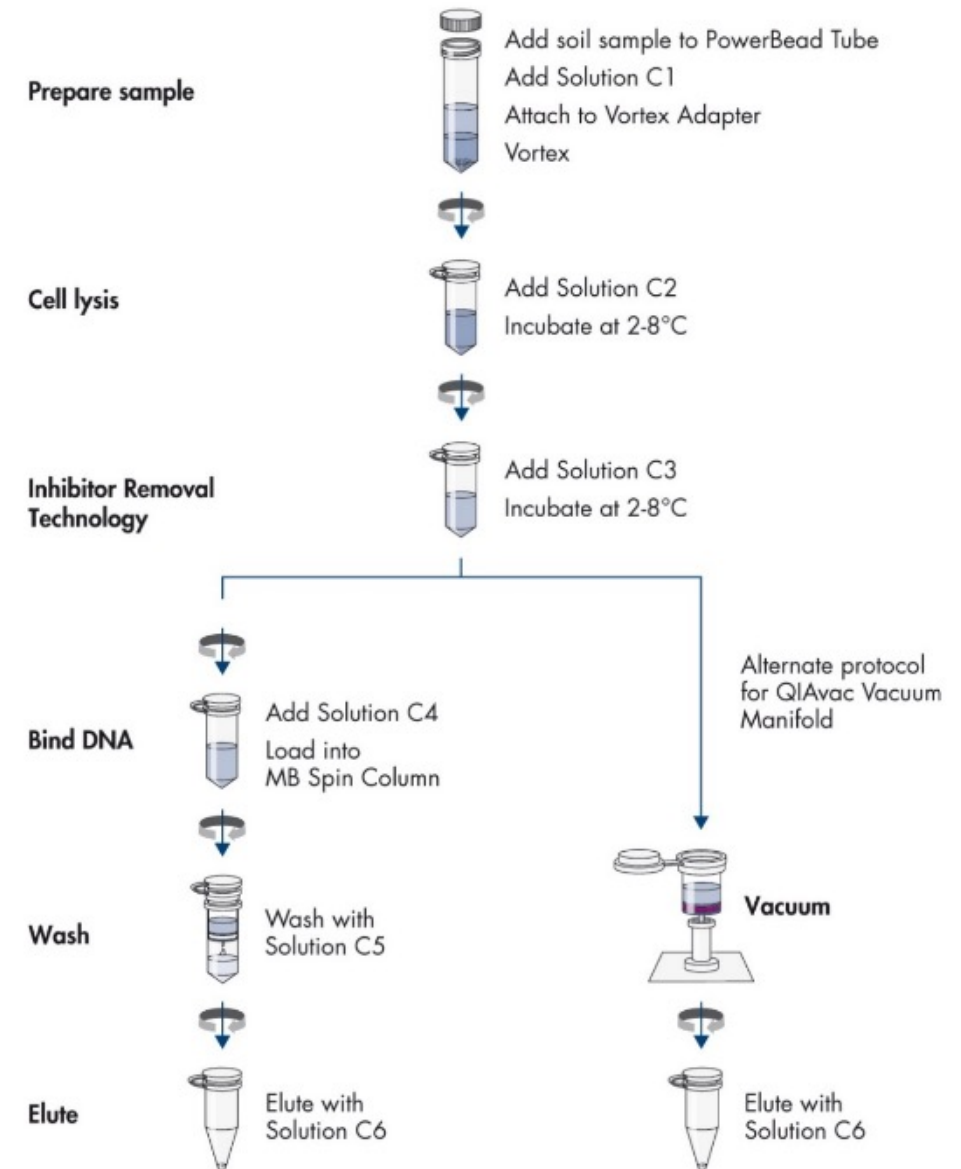 Prepare sample
Add soil sample to PowerBead Tube
Add Solution C1
Attach to Vortex Adapter
Vortex
Cell lysis
Add Solution C2
Incubate at 2-8°C
Inhibitor Removal
Technology
Add Solution C3
Incubate at 2-8°C
Bind DNA
Add Solution C4
Load into
MB Spin Column
Alternate protocol
for QIAvac Vacuum
Manifold
Wash
Wash with
Solution C5
Vacuum
Elute
Elute with
Solution C6
Elute with
Solution C6